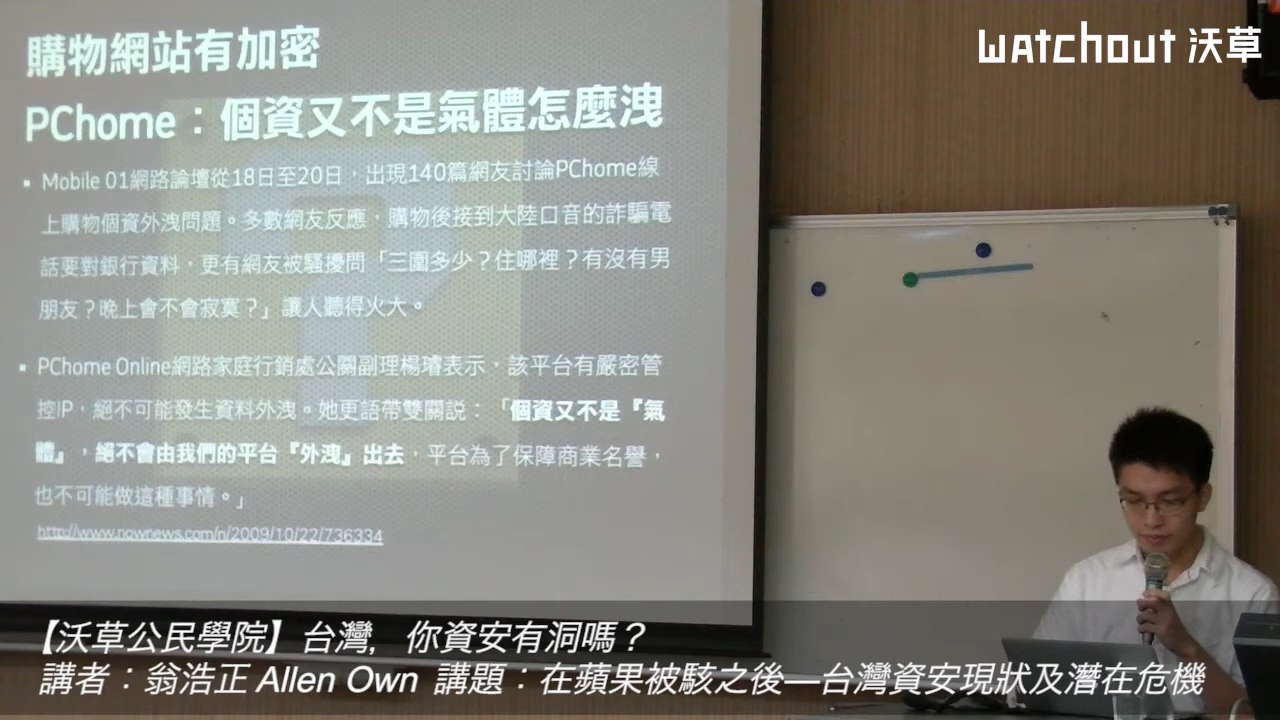 WATCHOUT 沃草
購物網站有加密
PChome：個資又不是氣體怎麼洩
▪ Mobile 01網路論壇從18日至20日，出現140篇網友討論PChome線
上購物個資外洩問題。多數網友反應，購物後接到大陸口音的詐騙電
話要對銀行資料，更有網友被騷擾問「三圍多少？住哪裡？有沒有男
朋友？晚上會不會寂寞？」讓人聽得火大。
▪ PChome Online網路家庭行銷處公關副理楊璿表示，該平台有嚴密管
控IP，絕不可能發生資料外洩。她更語帶雙關説：「個資又不是『氣
體』，絕不會由我們的平台『外洩』出去，平台為了保障商業名譽，
也不可能做這種事情。」
http://www.nownews.com/n/2009/10/22/736334
【沃草公民學院】台灣，你資安有洞嗎？
講者：翁浩正 Allen Own 講題：在蘋果被駭之後—台灣資安現狀及潛在危機